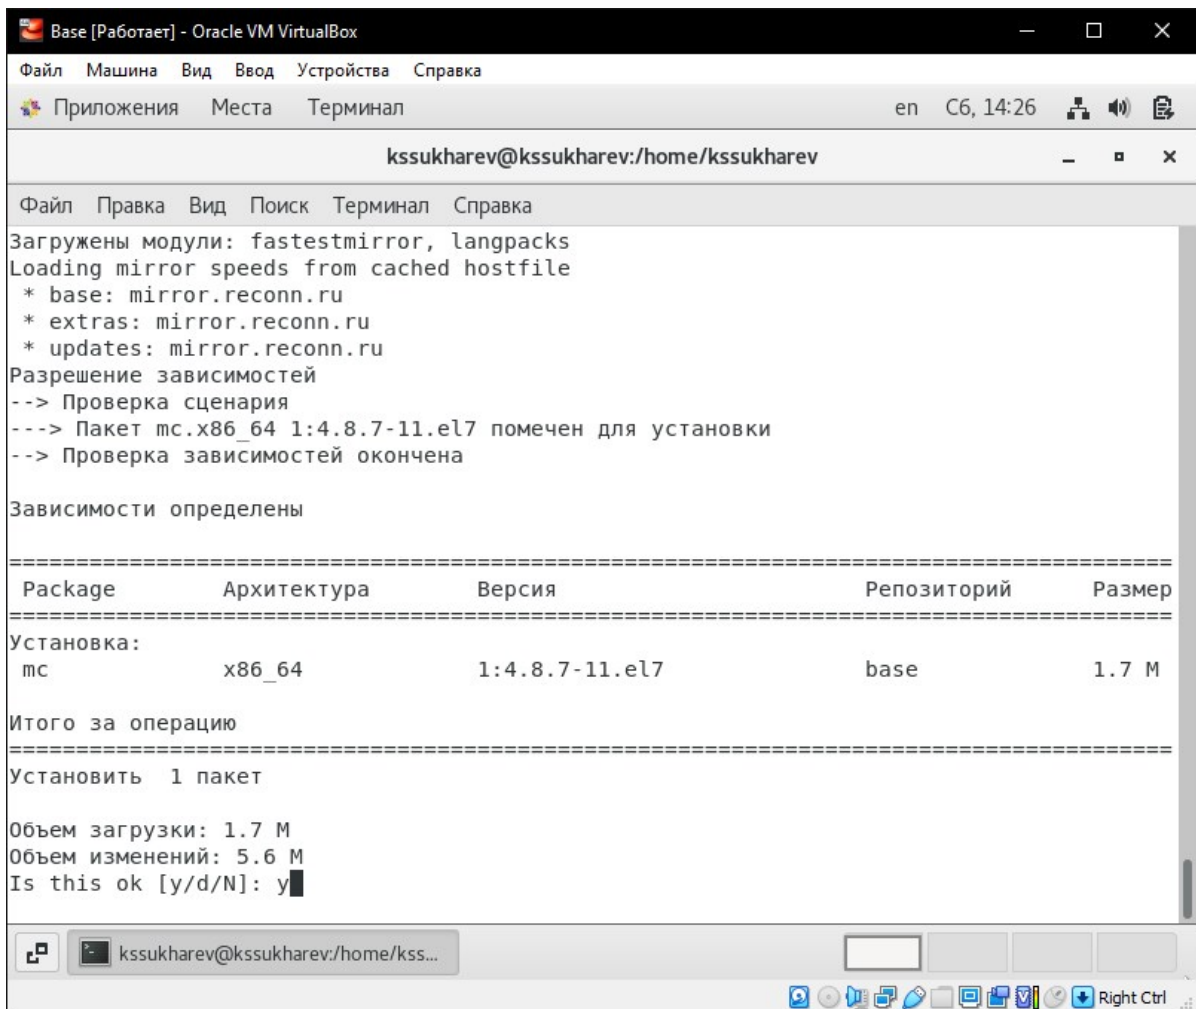 Base [Работает] - Oracle VM VirtualBox
Файл Машина Вид Ввод Устройства Справка
Приложения Места Терминал en Сб, 14:26
kssukharev@kssukharev:/home/kssukharev
Файл Правка Вид Поиск Терминал Справка
Загружены модули: fastestmirror, langpacks
Loading mirror speeds from cached hostfile
* base: mirror.reconn.ru
* extras: mirror.reconn.ru
* updates: mirror.reconn.ru
Разрешение зависимостей
--> Проверка сценария
---> Пакет mc.x86_64 1:4.8.7-11.el7 помечен для установки
--> Проверка зависимостей окончена
Зависимости определены
================================================================================
Package Архитектура Версия Репозиторий Размер
================================================================================
Установка:
mc x86_64 1:4.8.7-11.el7 base 1.7 M
Итого за операцию
================================================================================
Установить 1 пакет
Объем загрузки: 1.7 M
Объем изменений: 5.6 M
Is this ok [y/d/N]: y
kssukharev@kssukharev:/home/kss...
Right Ctrl